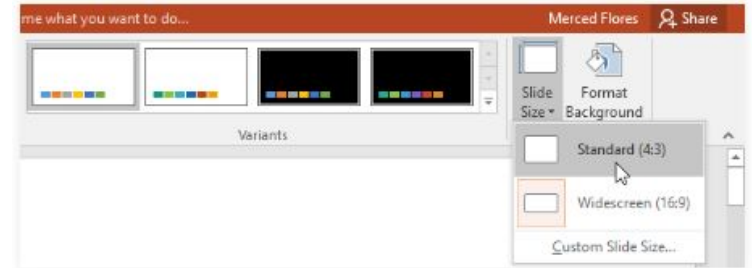 me what you want to do...
Merced Flores Share
Slide Size
Format Background
Variants
Standard (4:3)
Widescreen (16:9)
Custom Slide Size...